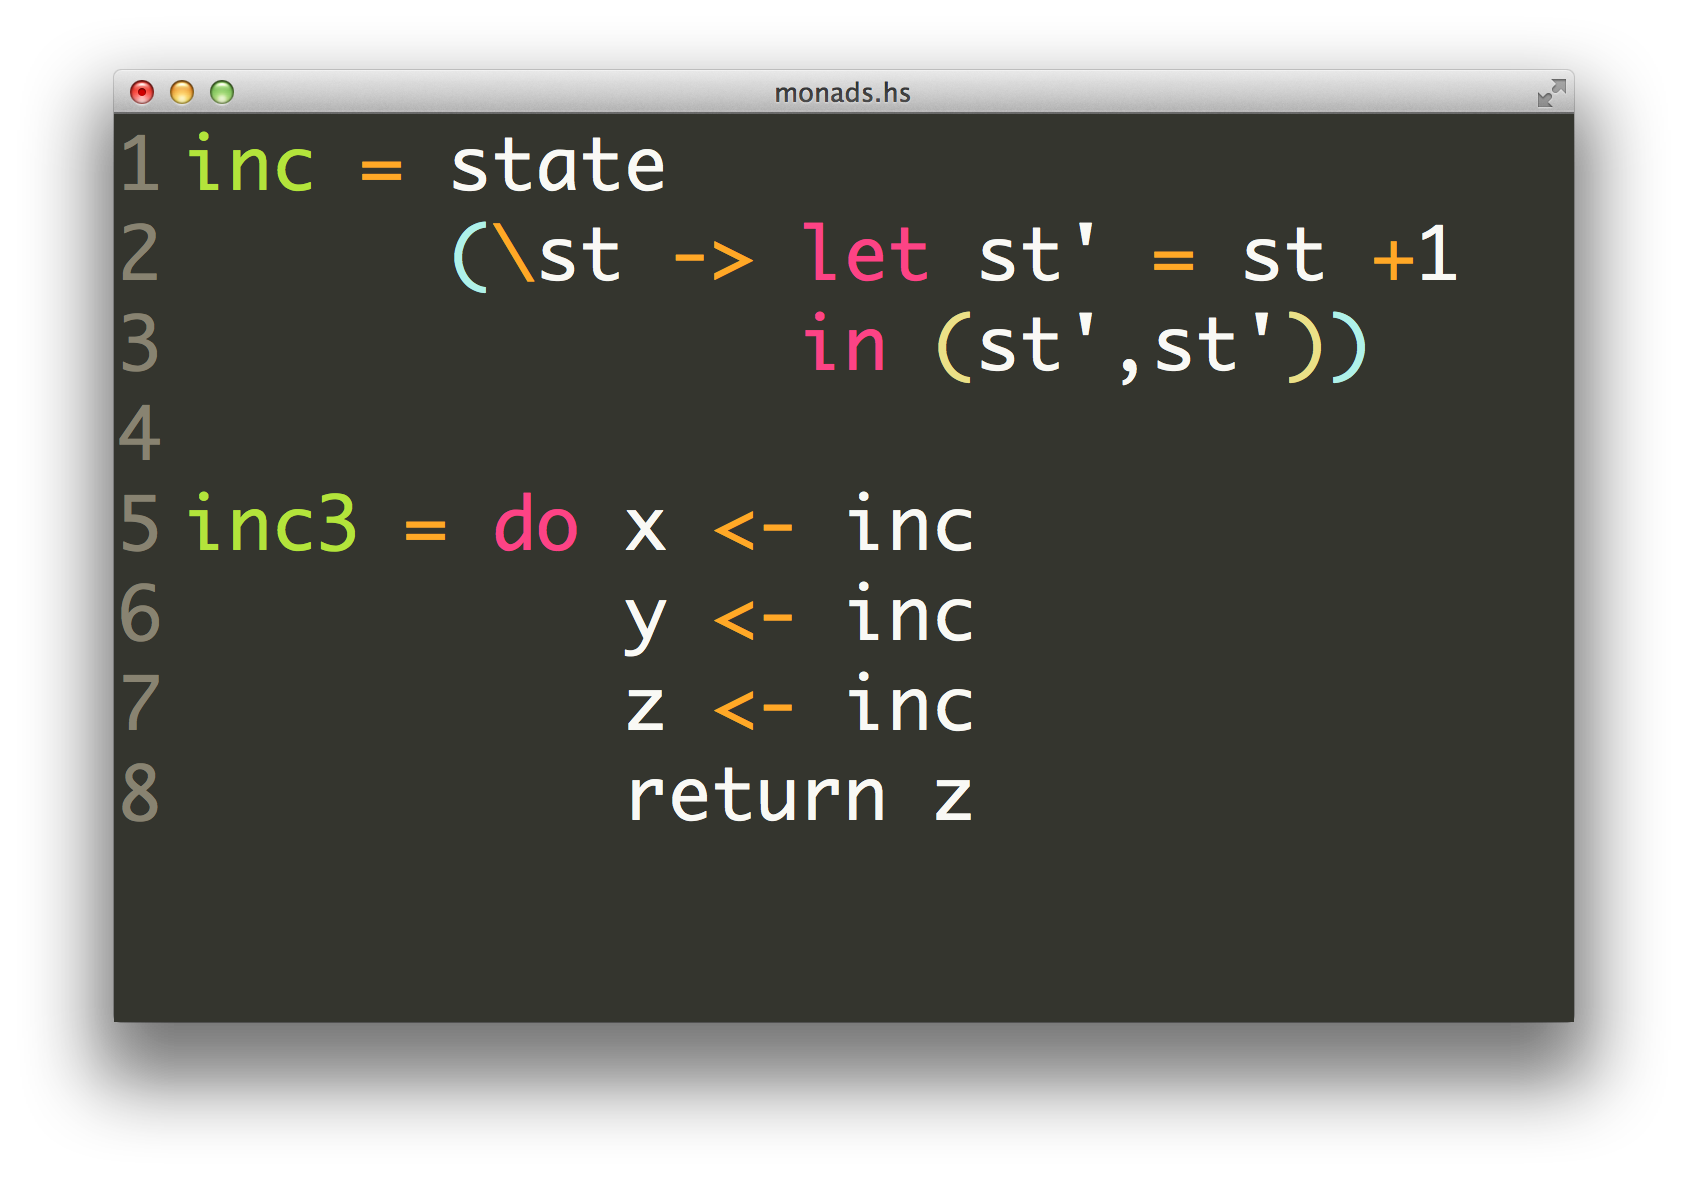 monads.hs
1 inc = state
2       (\st -> let st' = st +1
3               in (st',st'))
4
5 inc3 = do x <- inc
6           y <- inc
7           z <- inc
8           return z